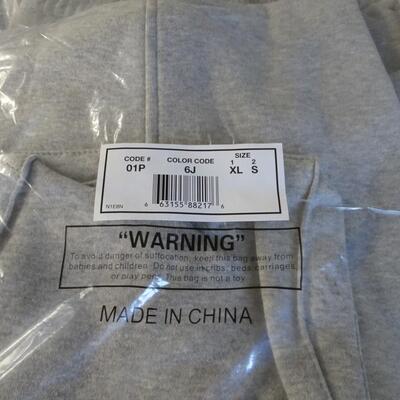 CODE # COLOR CODE SIZE
1 2
01P 6J XL S
N1E8N 6 63155 88217 6
"WARNING"
To avoid danger of suffocation, keep this bag away from
babies and children. Do not use in cribs, beds, carriages,
or play pens. This bag is not a toy.
MADE IN CHINA